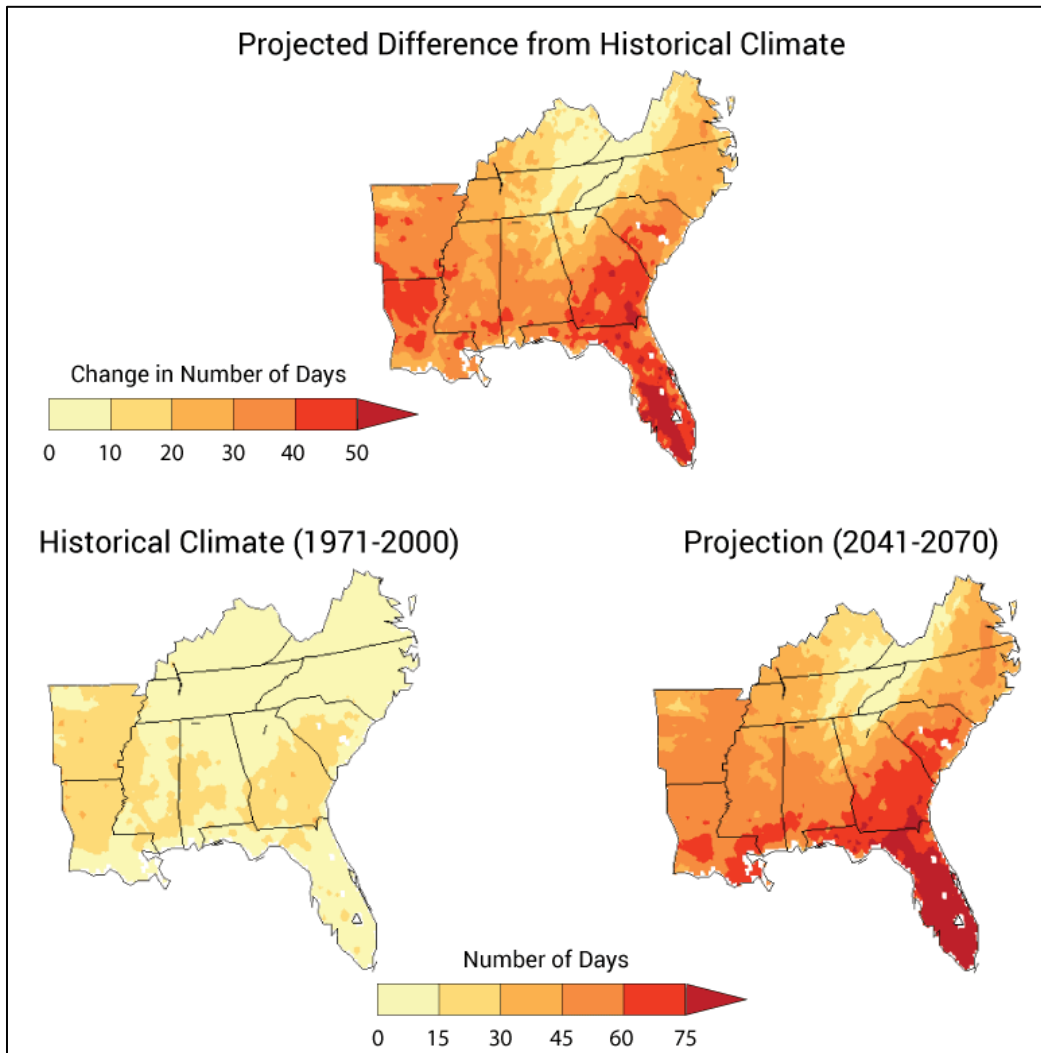 Projected Difference from Historical Climate
Change in Number of Days
0 10 20 30 40 50
Historical Climate (1971-2000)
Projection (2041-2070)
Number of Days
0 15 30 45 60 75